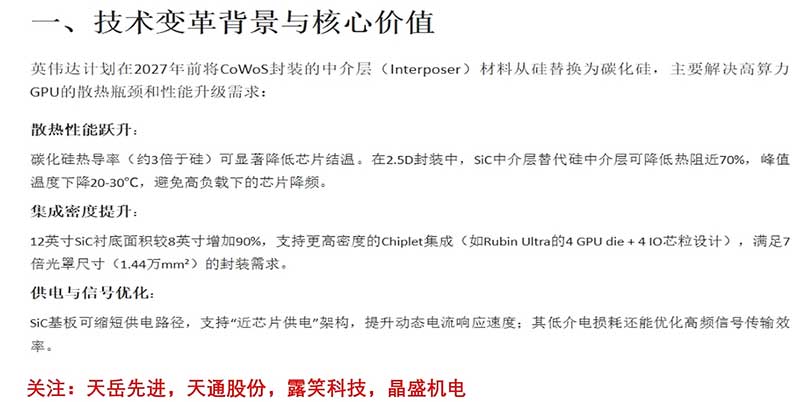 一、技术变革背景与核心价值
英伟达计划在2027年前将CoWoS封装的中介层（Interposer）材料从硅替换为碳化硅，主要解决高算力
GPU的散热瓶颈和性能升级需求：
散热性能跃升：
碳化硅热导率（约3倍于硅）可显著降低芯片结温。在2.5D封装中，SiC中介层替代硅中介层可降低热阻近70%，峰值
温度下降20-30℃，避免高负载下的芯片降频。
集成密度提升：
12英寸SiC衬底面积较8英寸增加90%，支持更高密度的Chiplet集成（如Rubin Ultra的4 GPU die + 4 IO芯粒设计），满足7
倍光罩尺寸（1.44万mm²）的封装需求。
供电与信号优化：
SiC基板可缩短供电路径，支持“近芯片供电”架构，提升动态电流响应速度；其低介电损耗还能优化高频信号传输效
率。
关注：天岳先进，天通股份，露笑科技，晶盛机电